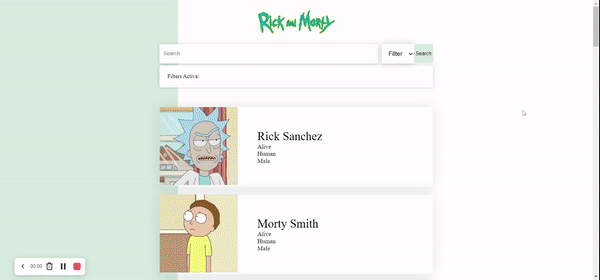 Rick and Morty
Search
Filter
Search
Filters Active:
Rick Sanchez
Alive
Human
Male
Morty Smith
Alive
Human
Male
00:00